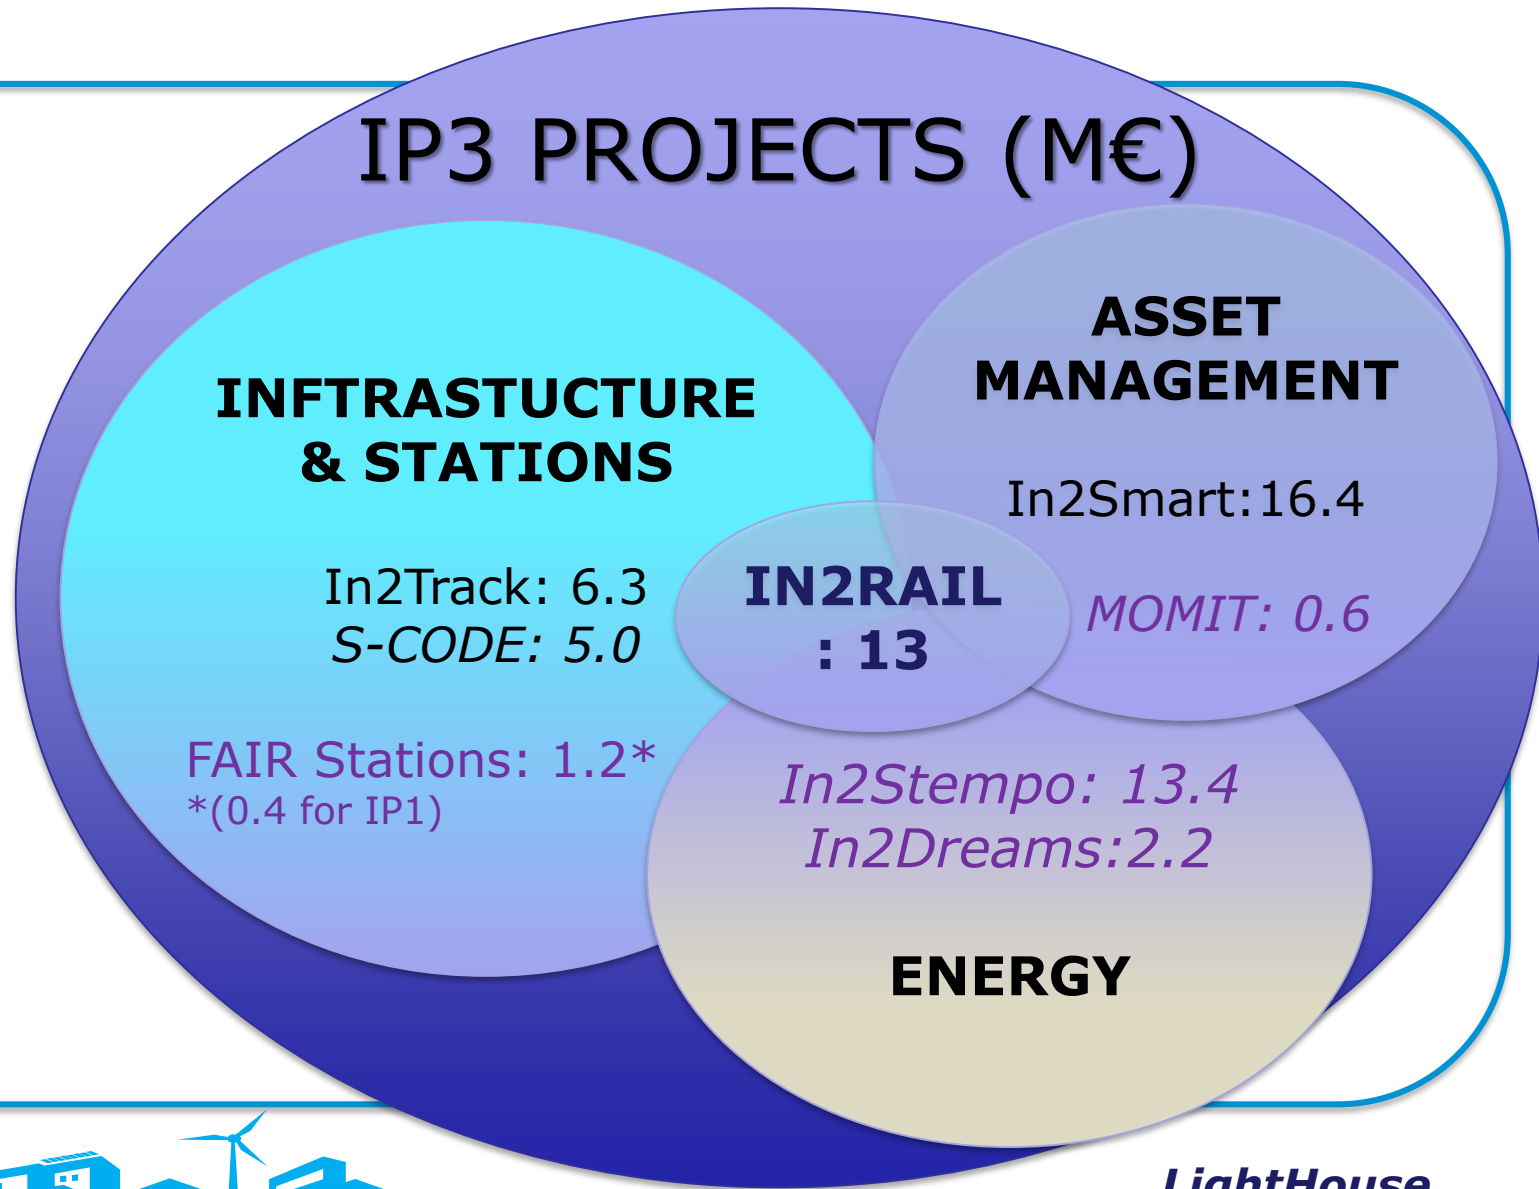 IP3 PROJECTS (M€)
INFTRASTUCTURE
& STATIONS
In2Track: 6.3
S-CODE: 5.0
FAIR Stations: 1.2*
*(0.4 for IP1)
ASSET
MANAGEMENT
In2Smart:16.4
MOMIT: 0.6
IN2RAIL
: 13
In2Stempo: 13.4
In2Dreams:2.2
ENERGY
LightHouse